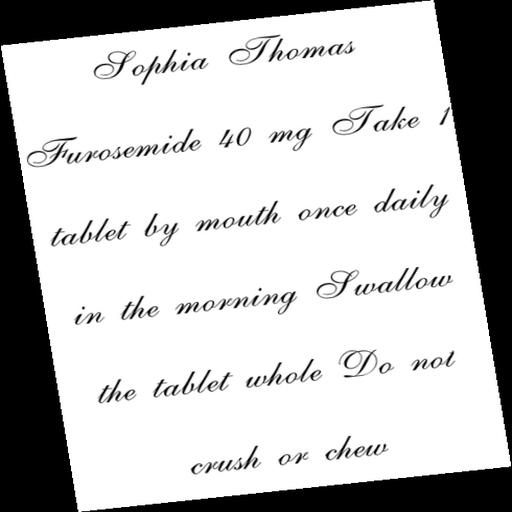 Sophia Thomas
Furosemide 40 mg Take 1
tablet by mouth once daily
in the morning Swallow
the tablet whole Do not
crush or chew